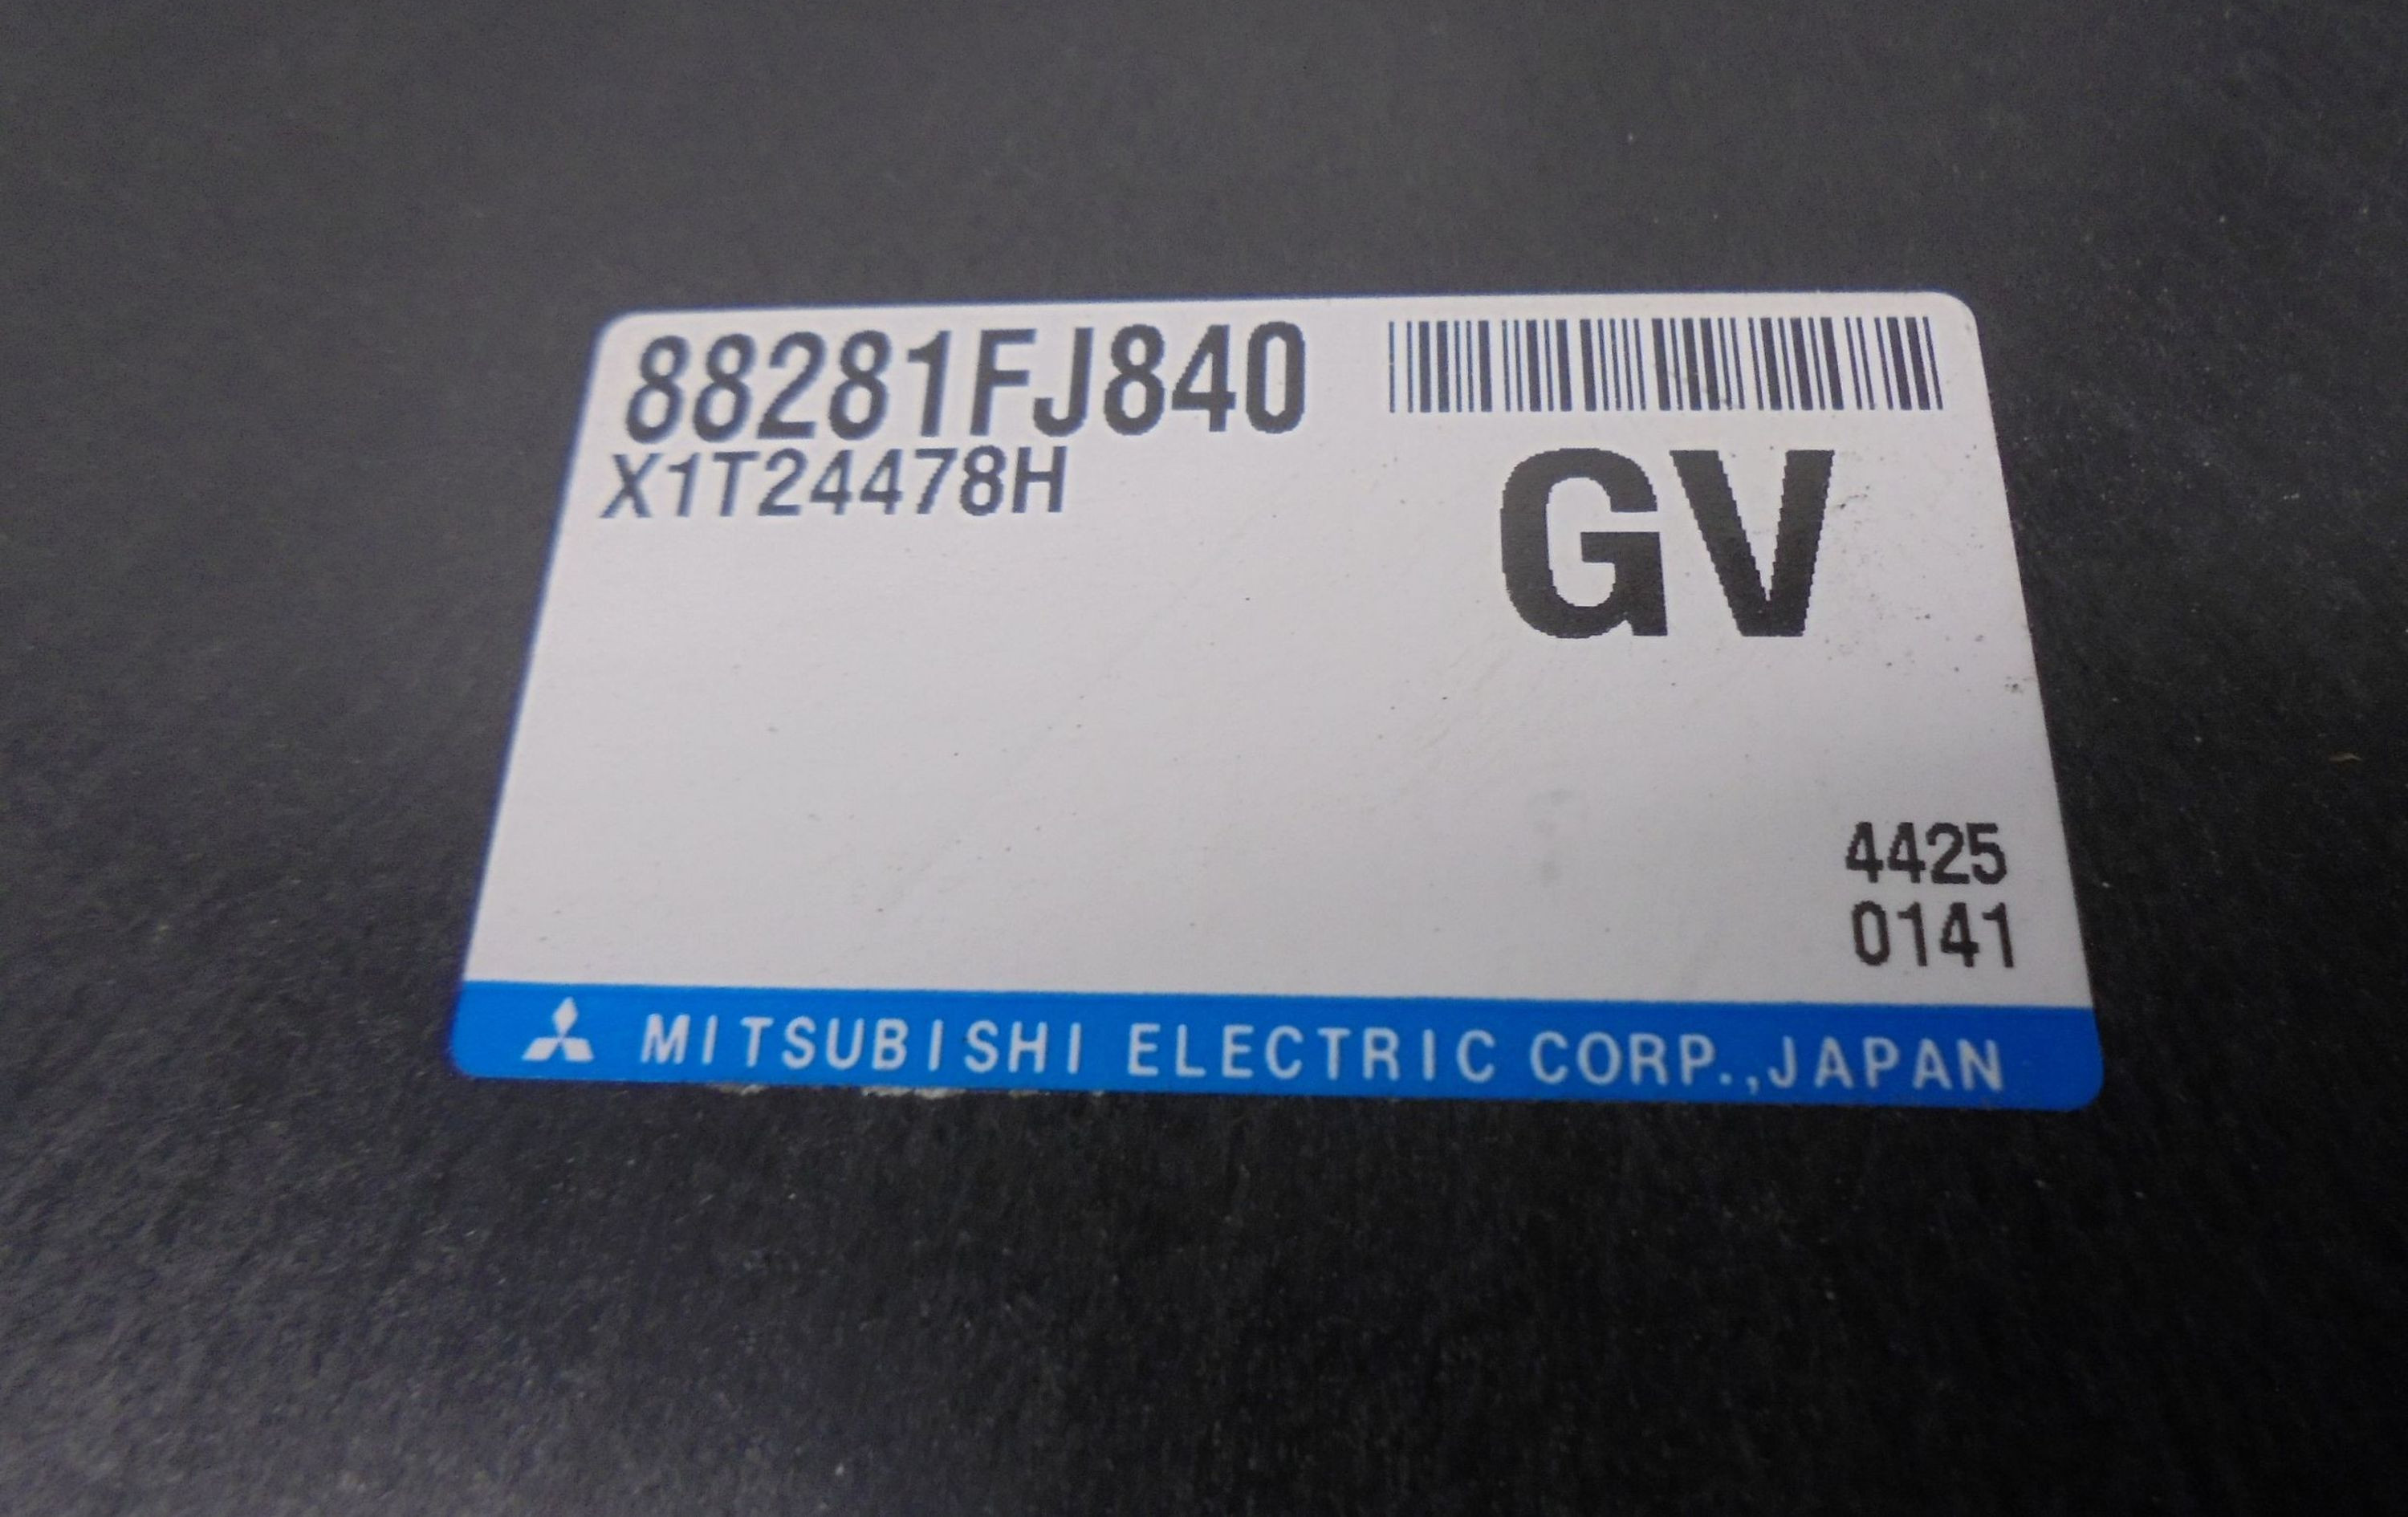 88281FJ840
X1T24478H
GV
4425
0141
MITSUBISHI ELECTRIC CORP.,JAPAN